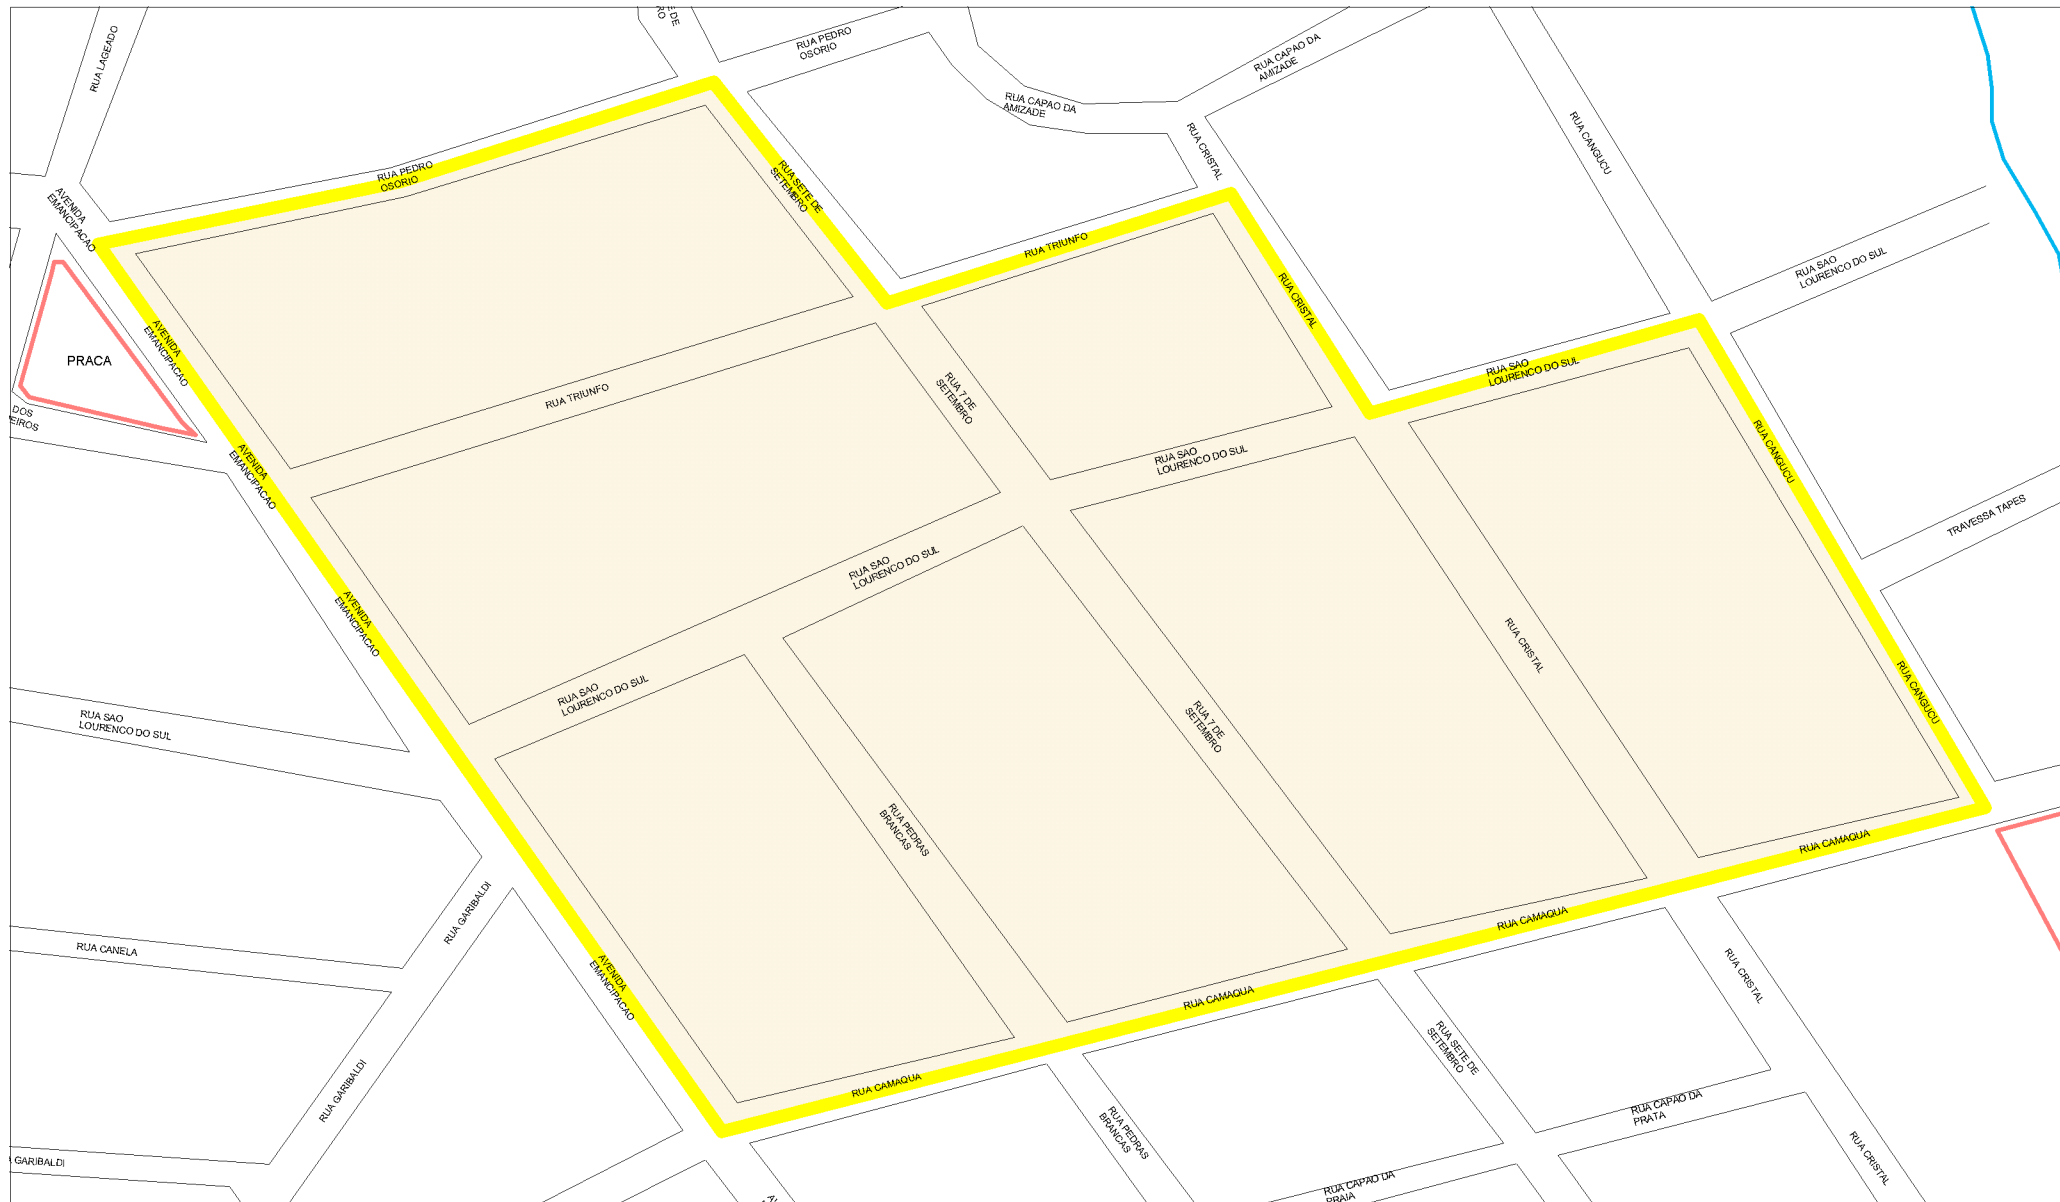 RUA LAGEADO
RUA PEDRO
OSORIO
RUA CAPAO DA
AMIZADE
RUA CAPAO DA
AMIZADE
RUA CRISTAL
RUA CANGUCU
RUA PEDRO
OSORIO
RUA SETE DE
SETEMBRO
AVENIDA
EMANCIPACAO
RUA TRIUNFO
RUA SAO
LOURENCO DO SUL
RUA CRISTAL
AVENIDA
EMANCIPACAO
PRACA
RUA TRIUNFO
RUA 7 DE
SETEMBRO
RUA SAO
LOURENCO DO SUL
DOS
EIROS
AVENIDA
EMANCIPACAO
RUA SAO
LOURENCO DO SUL
RUA CANGUCU
TRAVESSA TAPES
RUA SAO
LOURENCO DO SUL
AVENIDA
EMANCIPACAO
RUA CRISTAL
RUA SAO
LOURENCO DO SUL
RUA CANGUCU
RUA SAO
LOURENCO DO SUL
RUA 7 DE
SETEMBRO
RUA PEDRAS
BRANCAS
RUA CAMAQUA
RUA GARIBALDI
RUA CAMAQUA
RUA CANELA
AVENIDA
EMANCIPACAO
RUA CRISTAL
RUA CAMAQUA
RUA CAMAQUA
RUA SETE DE
SETEMBRO
RUA GARIBALDI
RUA CAPAO DA
PRATA
RUA PEDRAS
BRANCAS
RUA CRISTAL
GARIBALDI
RUA CAPAO DA